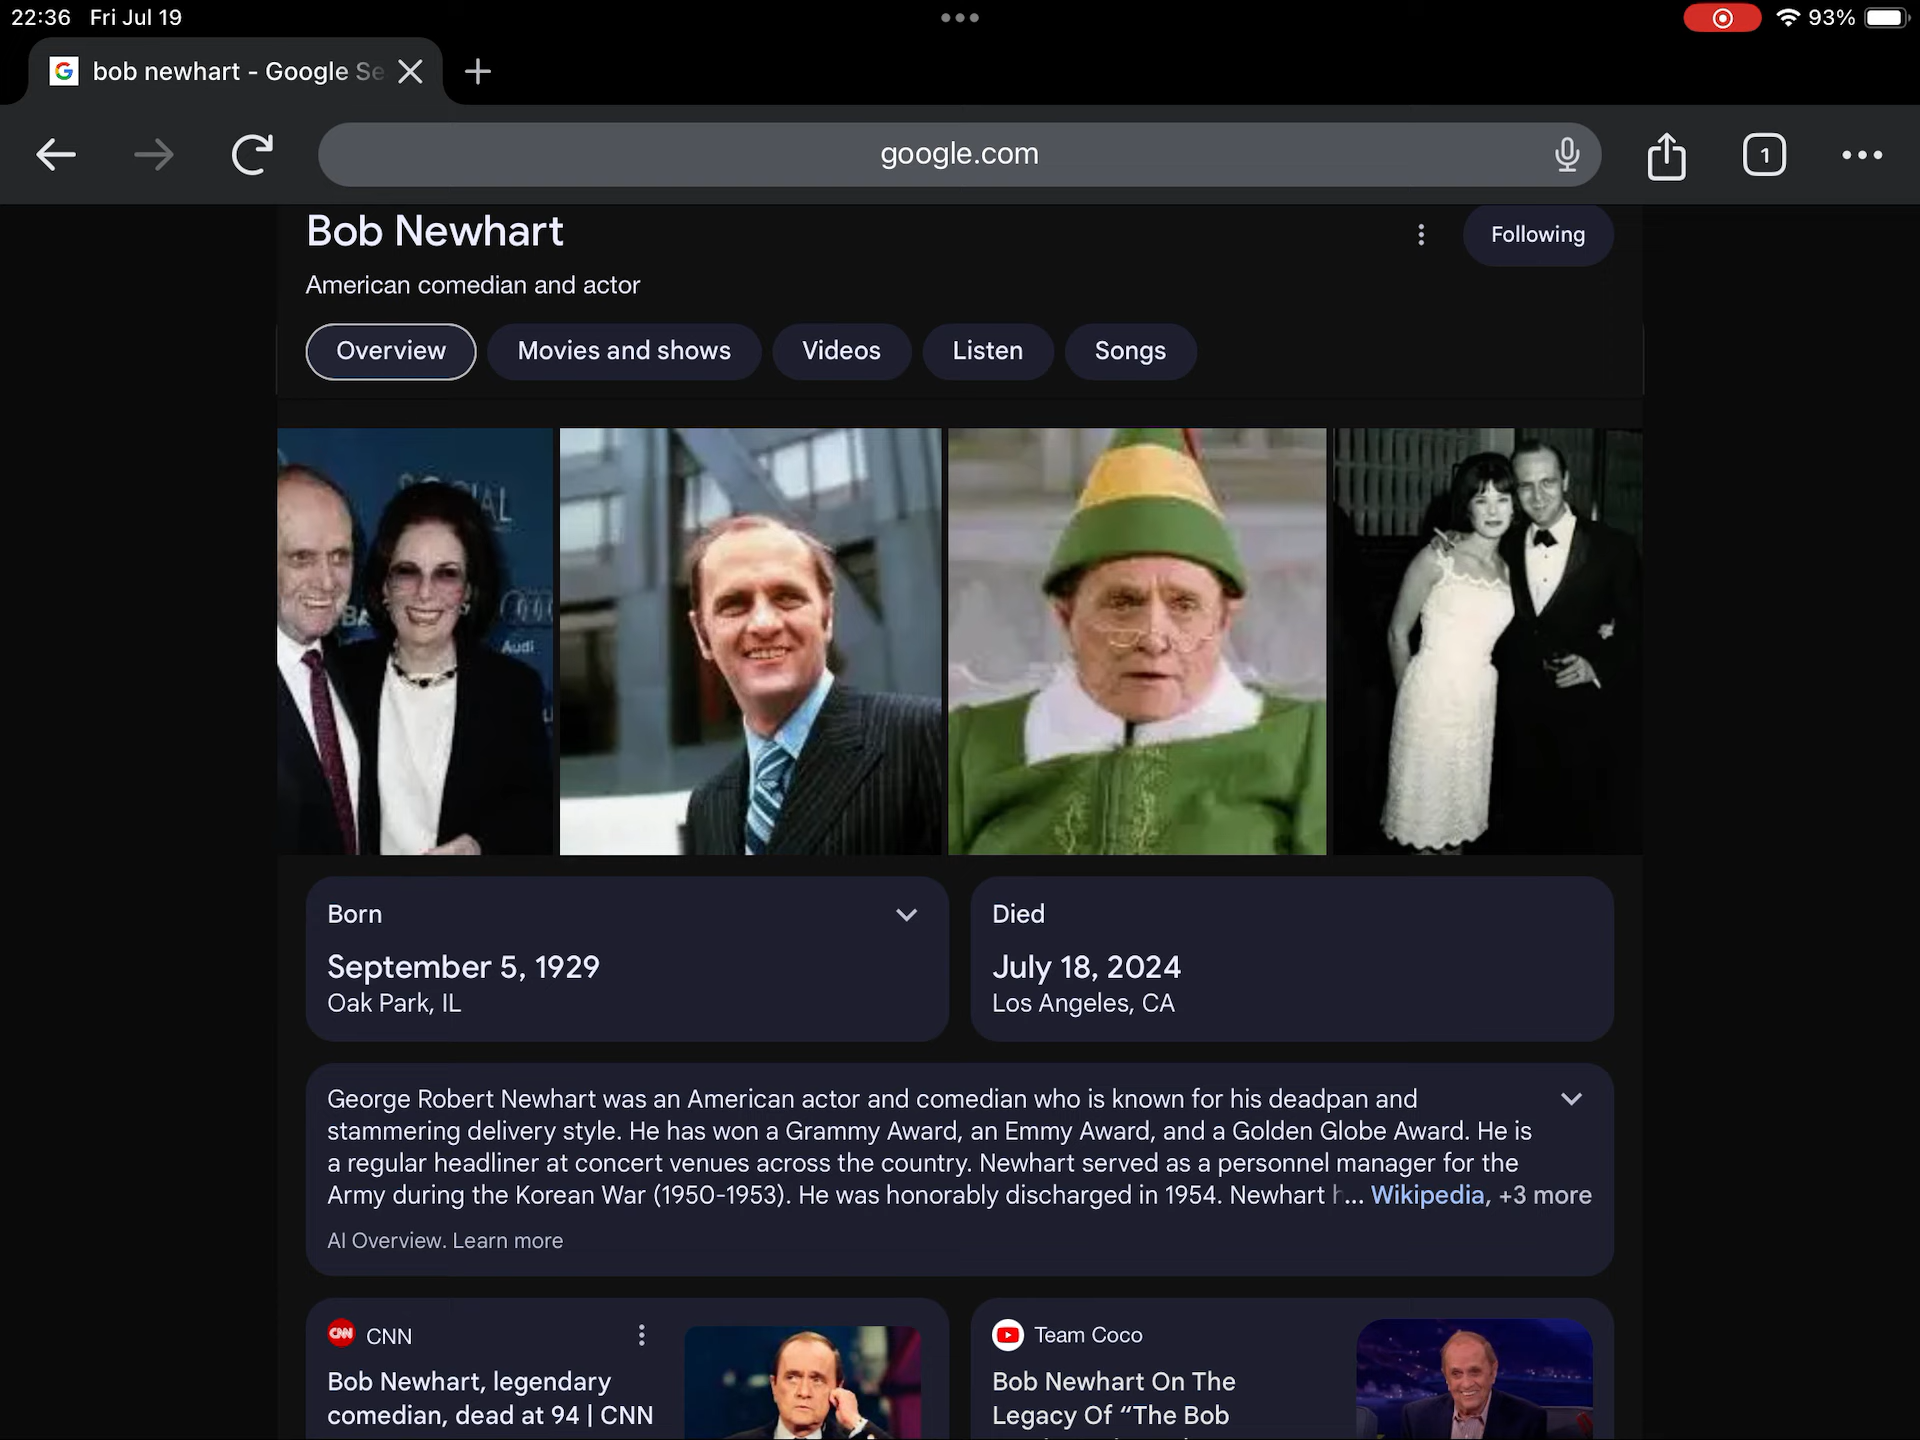 22:36 Fri Jul 19
93%
bob newhart - Google Se
google.com
1
Bob Newhart
Following
American comedian and actor
Overview
Movies and shows
Videos
Listen
Songs
Audi
Born
September 5, 1929
Oak Park, IL
Died
July 18, 2024
Los Angeles, CA
George Robert Newhart was an American actor and comedian who is known for his deadpan and
stammering delivery style. He has won a Grammy Award, an Emmy Award, and a Golden Globe Award. He is
a regular headliner at concert venues across the country. Newhart served as a personnel manager for the
Army during the Korean War (1950-1953). He was honorably discharged in 1954. Newhart h... Wikipedia, +3 more
AI Overview. Learn more
CNN CNN
Bob Newhart, legendary
comedian, dead at 94 | CNN
Team Coco
Bob Newhart On The
Legacy Of “The Bob